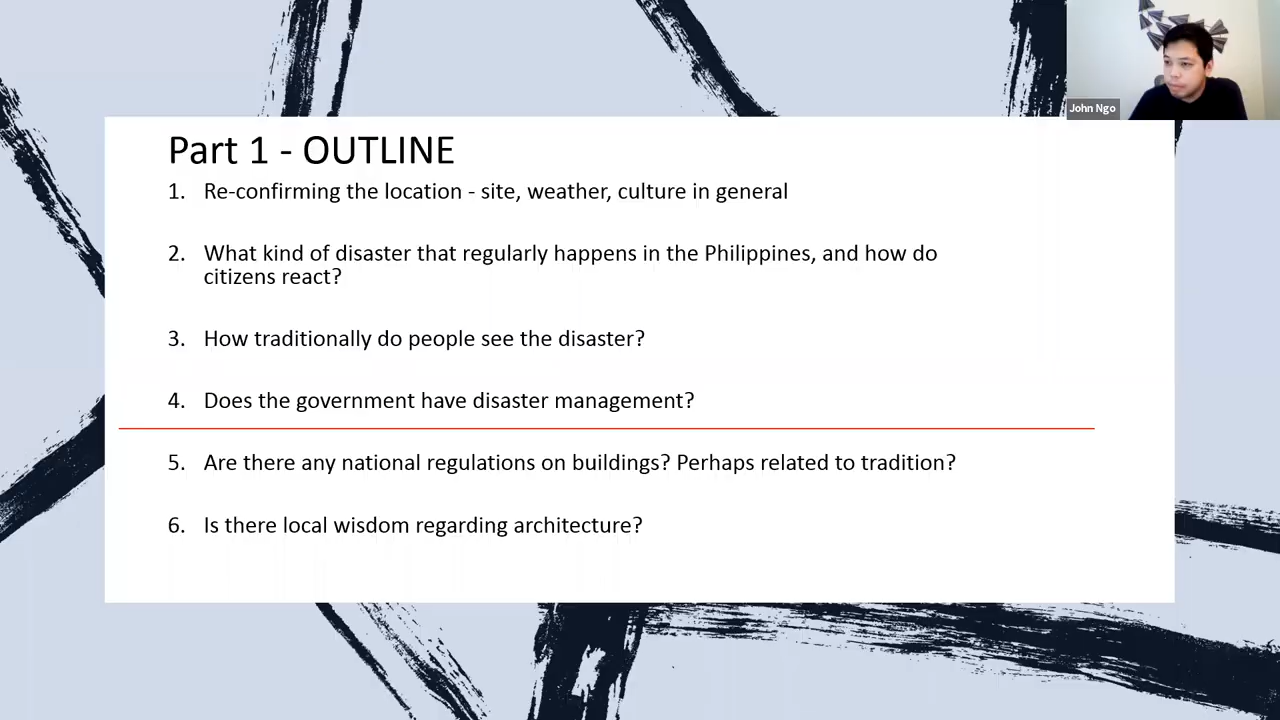 John Ngo
Part 1 - OUTLINE
1. Re-confirming the location - site, weather, culture in general
2. What kind of disaster that regularly happens in the Philippines, and how do
citizens react?
3. How traditionally do people see the disaster?
4. Does the government have disaster management?
5. Are there any national regulations on buildings? Perhaps related to tradition?
6. Is there local wisdom regarding architecture?